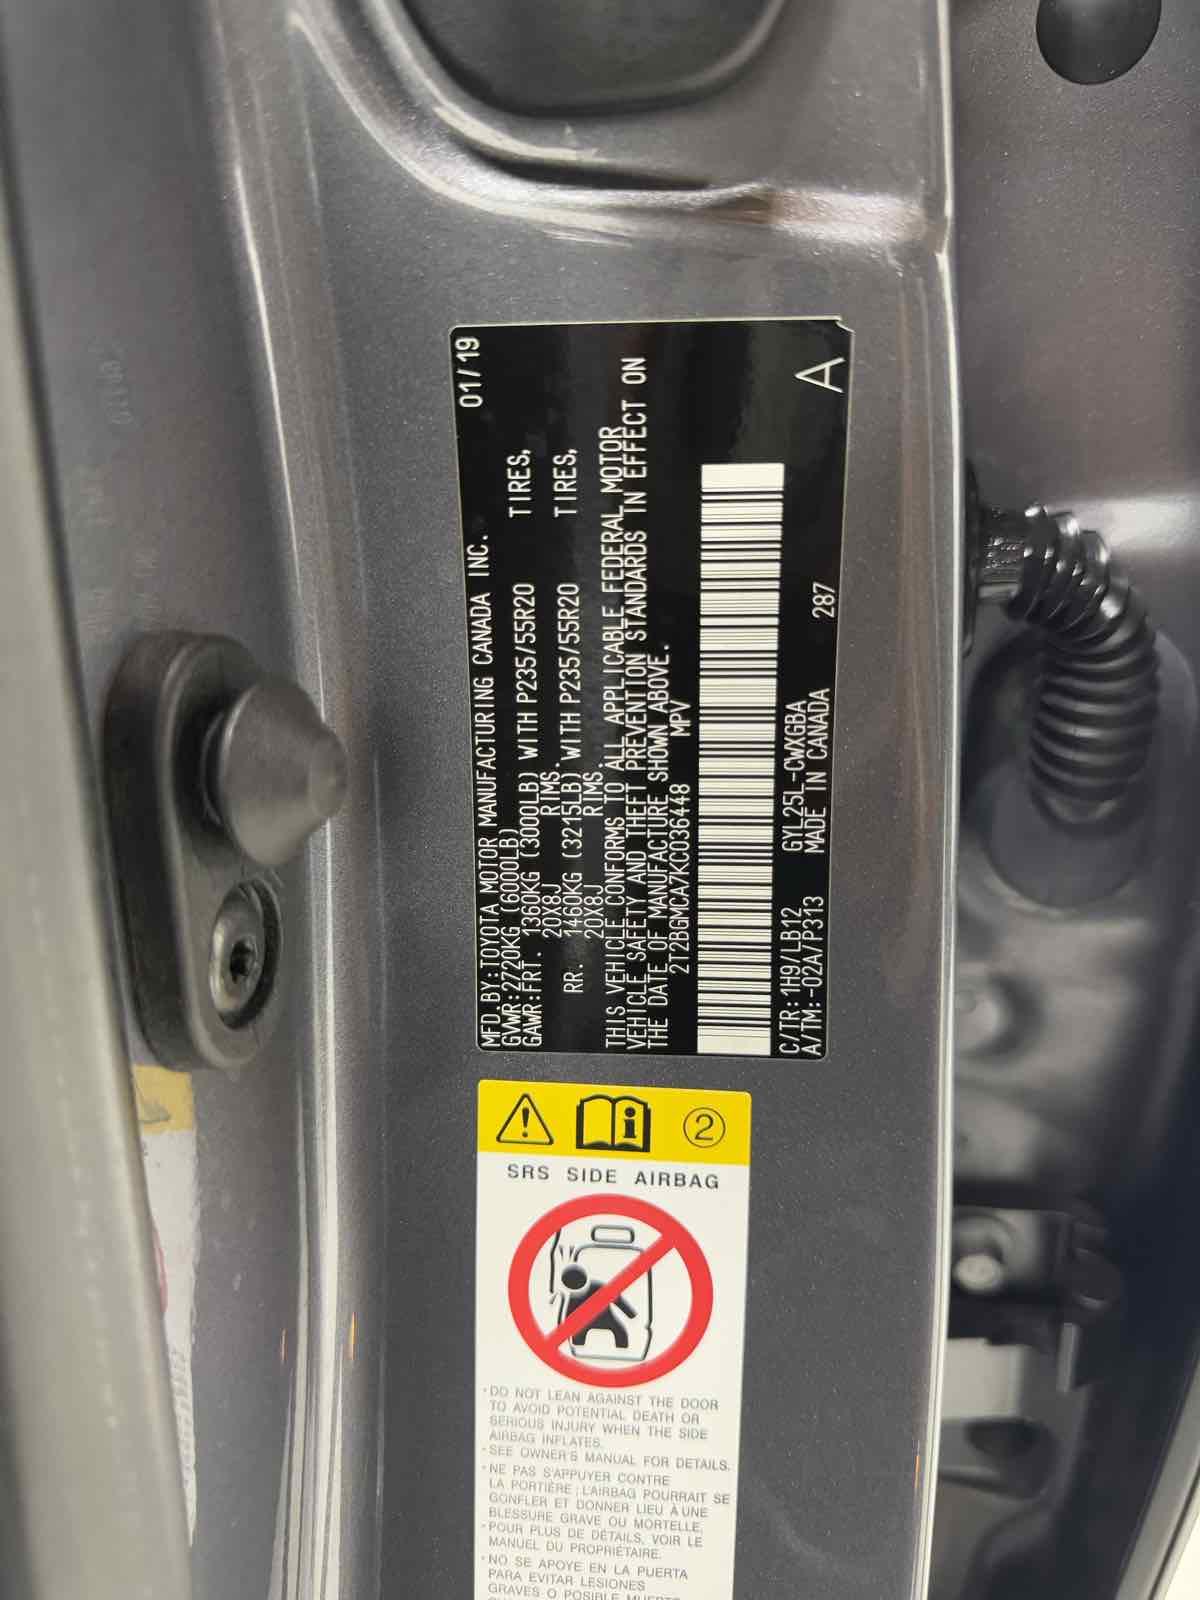 MFD.BY:TOYOTA MOTOR MANUFACTURING CANADA INC. 01/19
GVWR:2720KG(6000LB)
GAWR:FRT. 1360KG (3000LB) WITH P235/55R20 TIRES,
20X8J RIMS.
RR. 1460KG (3215LB) WITH P235/55R20 TIRES,
20X8J RIMS.
THIS VEHICLE CONFORMS TO ALL APPLICABLE FEDERAL MOTOR
VEHICLE SAFETY AND THEFT PREVENTION STANDARDS IN EFFECT ON
THE DATE OF MANUFACTURE SHOWN ABOVE.
2T2BGMCA7KC036448 MPV
C/TR:1H9/LB12 GYL25L-CWXGBA
A/TM:-02A/P313 MADE IN CANADA 287
A
2
SRS SIDE AIRBAG
·DO NOT LEAN AGAINST THE DOOR
TO AVOID POTENTIAL DEATH OR
SERIOUS INJURY WHEN THE SIDE
AIRBAG INFLATES.
·SEE OWNER'S MANUAL FOR DETAILS.
·NE PAS S'APPUYER CONTRE
LA PORTIÈRE ; L'AIRBAG POURRAIT SE
GONFLER ET DONNER LIEU À UNE
BLESSURE GRAVE OU MORTELLE.
·POUR PLUS DE DÉTAILS, VOIR LE
MANUEL DU PROPRIÉTAIRE.
·NO SE APOYE EN LA PUERTA
PARA EVITAR LESIONES
GRAVES O POSIBLE MUERTE